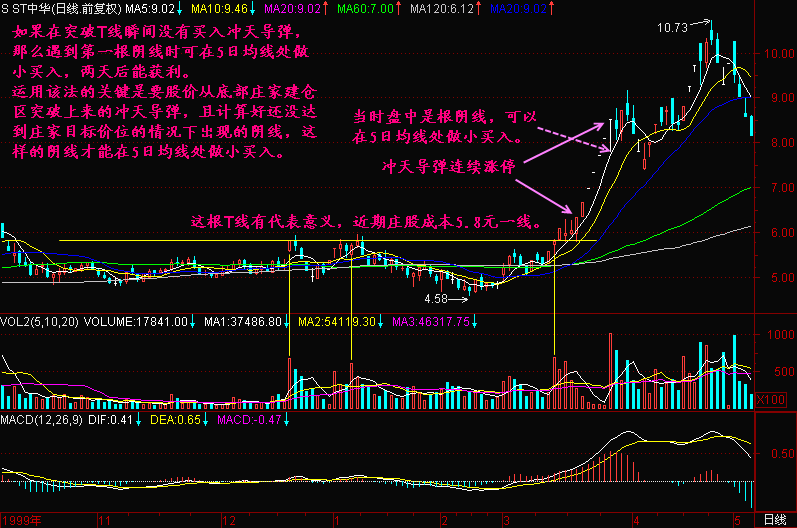 S ST中华(日线.前复权) MA5:9.02↓ MA10:9.46↓ MA20:9.02↑ MA60:7.00↑ MA120:6.12↑ MA20:9.02↑
如果在突破T线瞬间没有买入冲天导弹，
那么遇到第一根阴线时可在5日均线处做
小买入，两天后能获利。
运用该法的关键是要股价从底部庄家建仓
区突破上来的冲天导弹，且计算好还没达
到庄家目标价位的情况下出现的阴线，这
样的阴线才能在5日均线处做小买入。
10.73
10.00
9.00
当时盘中是根阴线，可以
在5日均线处做小买入。
8.00
冲天导弹连续涨停
7.00
这根T线有代表意义，近期庄股成本5.8元一线。
6.00
5.00
4.58
VOL2(5,10,20) VOLUME:17841.00↓ MA1:37486.80↓ MA2:54119.30↓ MA3:46317.75↓
1000
500
X100
MACD(12,26,9) DIF:0.41↓ DEA:0.65↓ MACD:-0.47↓
0.50
1999年 11 12 1 2 3 4 5 日线